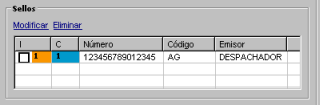 Sellos
Modificar Eliminar
I C Número Código Emisor
1 1 123456789012345 AG DESPACHADOR